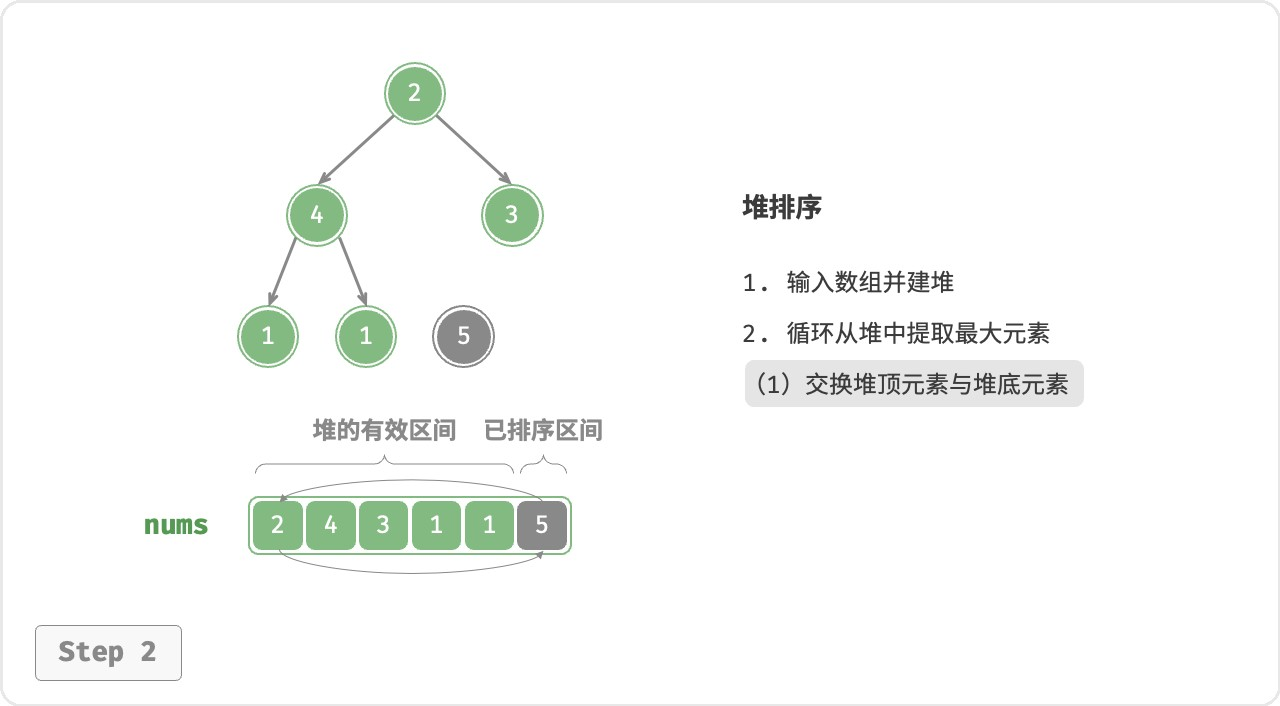 2
4 3
1 1 5
堆的有效区间 已排序区间
nums 2 4 3 1 1 5
Step 2
堆排序
1. 输入数组并建堆
2. 循环从堆中提取最大元素
（1）交换堆顶元素与堆底元素